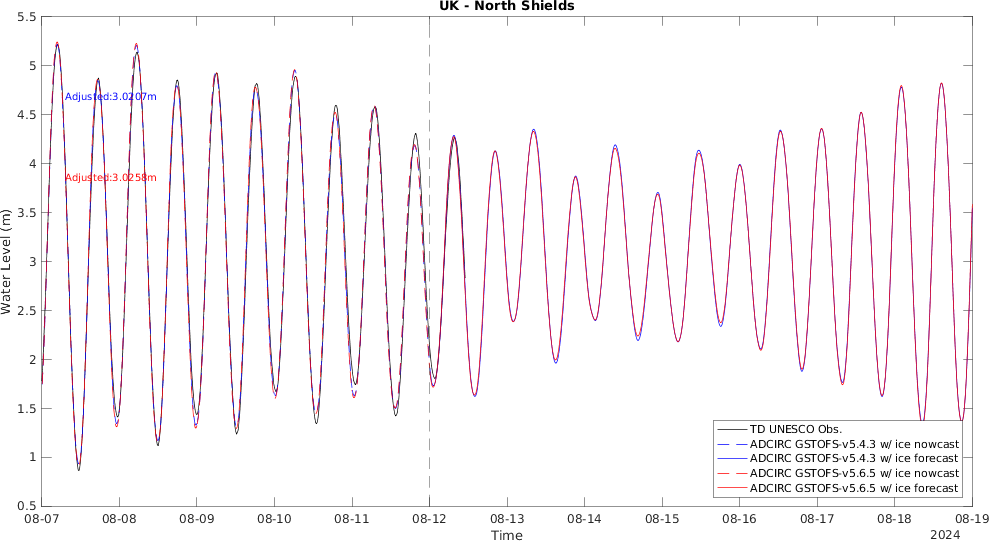 UK - North Shields
5.5
5
4.5
4
3.5
3
2.5
2
1.5
1
0.5
Water Level (m)
Adjusted:3.0207m
Adjusted:3.0258m
TD UNESCO Obs.
ADCIRC GSTOFS-v5.4.3 w/ ice nowcast
ADCIRC GSTOFS-v5.4.3 w/ ice forecast
ADCIRC GSTOFS-v5.6.5 w/ ice nowcast
ADCIRC GSTOFS-v5.6.5 w/ ice forecast
08-07 08-08 08-09 08-10 08-11 08-12 08-13 08-14 08-15 08-16 08-17 08-18 08-19
Time
2024